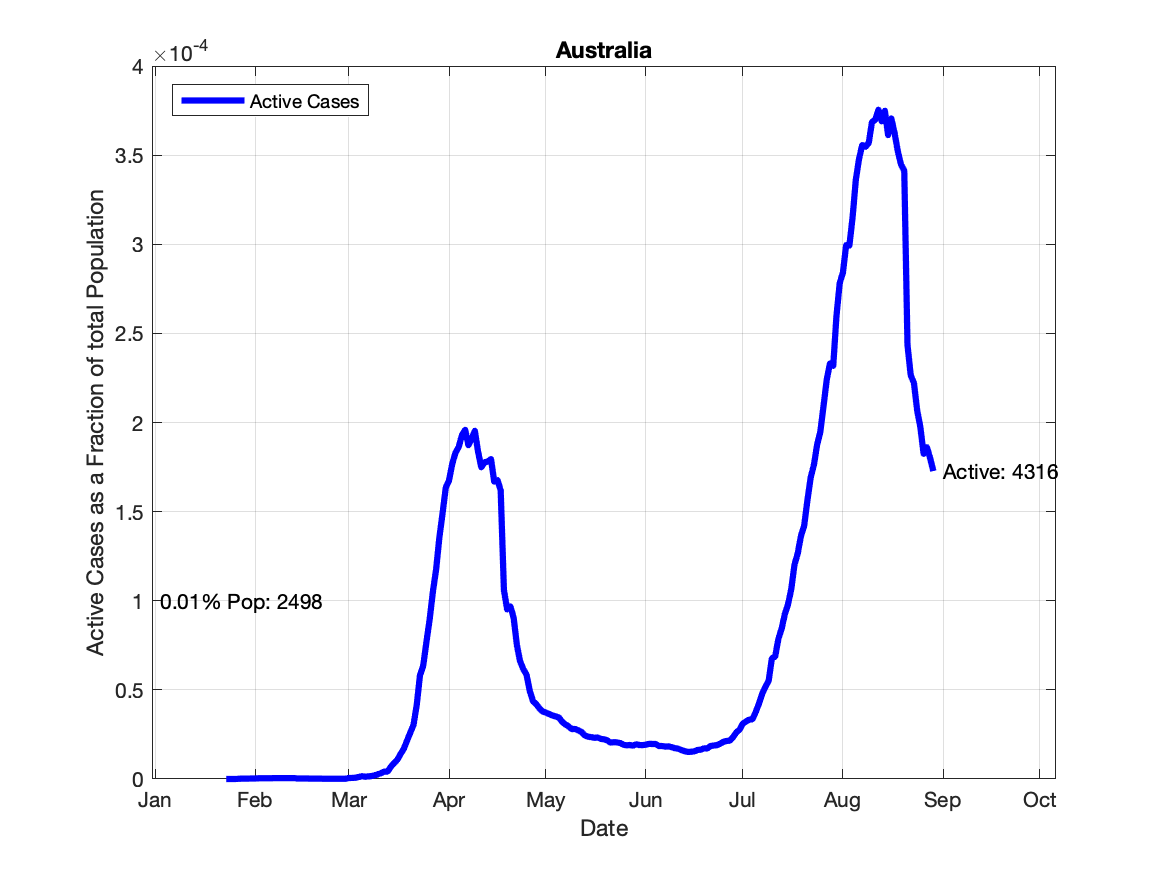 Australia
×10-4
Active Cases
4
3.5
3
2.5
2
1.5
1
0.5
0
Active Cases as a Fraction of total Population
0.01% Pop: 2498
Active: 4316
Jan Feb Mar Apr May Jun Jul Aug Sep Oct
Date